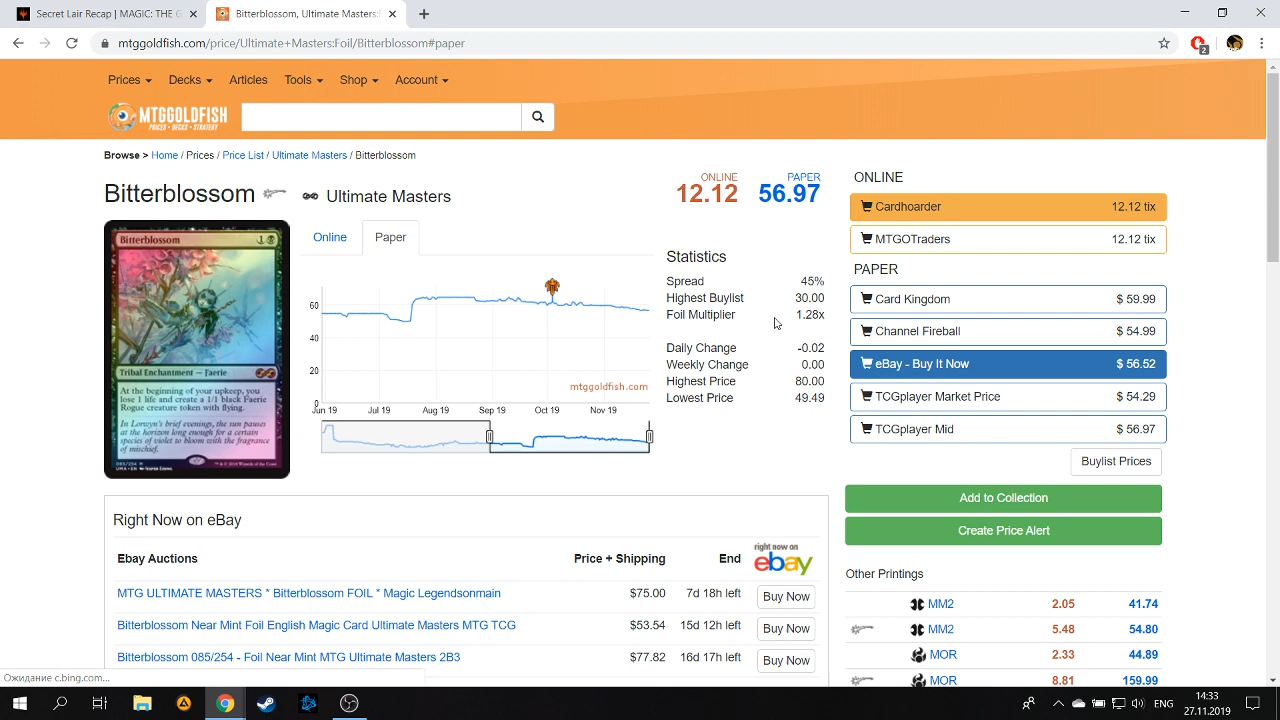 Secret Lair Recap | MAGIC: THE G
Bitterblossom, Ultimate Masters:
mtggoldfish.com/price/Ultimate+Masters:Foil/Bitterblossom#paper
2
Prices Decks Articles Tools Shop Account
MTGGOLDFISH
PRICES • DECKS • STRATEGY
Browse > Home / Prices / Price List / Ultimate Masters / Bitterblossom
Bitterblossom Ultimate Masters
ONLINE PAPER
12.12 56.97
Bitterblossom 1
Tribal Enchantment — Faerie
At the beginning of your upkeep, you
lose 1 life and create a 1/1 black Faerie
Rogue creature token with flying.
In Lorwyn's brief evenings, the sun pauses
at the horizon long enough for a certain
species of violet to bloom with the fragrance
of mischief.
Online Paper
60
40
20
0
mtggoldfish.com
Jun 19 Jul 19 Aug 19 Sep 19 Oct 19 Nov 19
Statistics
Spread 45%
Highest Buylist 30.00
Foil Multiplier 1.28x
Daily Change -0.02
Weekly Change 0.00
Highest Price 80.00
Lowest Price 49.49
ONLINE
Cardhoarder 12.12 tix
MTGOTraders 12.12 tix
PAPER
Card Kingdom $ 59.99
Channel Fireball $ 54.99
eBay - Buy It Now $ 56.52
TCGplayer Market Price $ 54.29
TCGplayer Mid $ 56.97
Buylist Prices
Add to Collection
Create Price Alert
Other Printings
MM2 2.05 41.74
MM2 5.48 54.80
MOR 2.33 44.89
MOR 8.81 159.99
Right Now on eBay
Ebay Auctions Price + Shipping End
right now on
ebay
MTG ULTIMATE MASTERS * Bitterblossom FOIL * Magic Legendsonmain $75.00 7d 18h left Buy Now
Bitterblossom Near Mint Foil English Magic Card Ultimate Masters MTG TCG $53.54 15d 12h left Buy Now
Bitterblossom 085/254 - Foil Near Mint MTG Ultimate Masters 2B3 $77.82 16d 17h left Buy Now
Ожидание c.bing.com...
ENG
14:33
27.11.2019